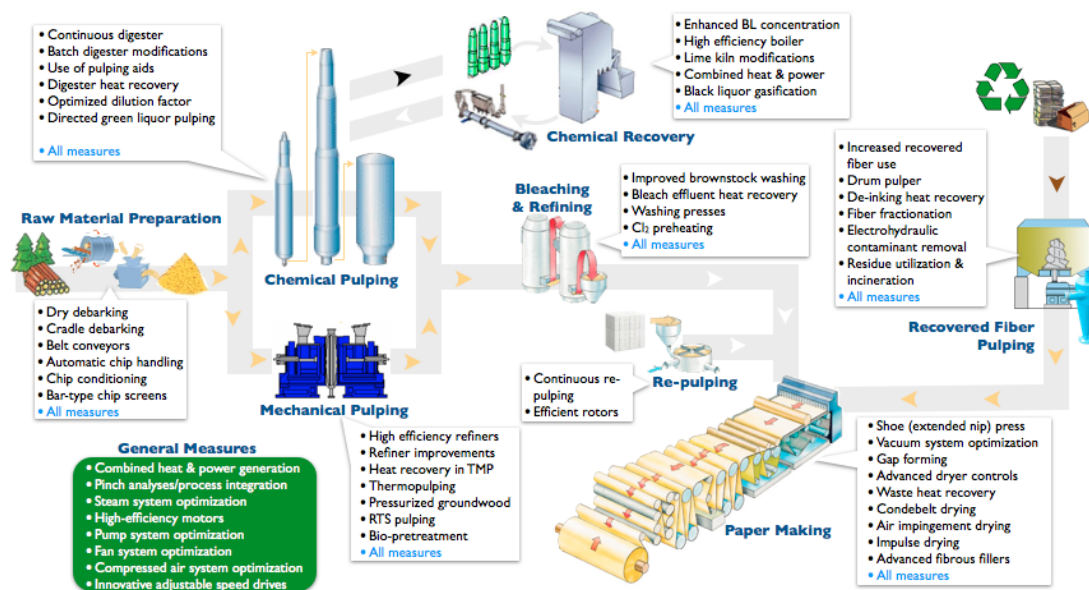 • Continuous digester
• Batch digester modifications
• Use of pulping aids
• Digester heat recovery
• Optimized dilution factor
• Directed green liquor pulping
• All measures
• Enhanced BL concentration
• High efficiency boiler
• Lime kiln modifications
• Combined heat & power
• Black liquor gasification
• All measures
Chemical Recovery
• Increased recovered
fiber use
• Drum pulper
• De-inking heat recovery
• Fiber fractionation
• Electrohydraulic
contaminant removal
• Residue utilization &
incineration
• All measures
Recovered Fiber
Pulping
Bleaching
& Refining
• Improved brownstock washing
• Bleach effluent heat recovery
• Washing presses
• Cl₂ preheating
• All measures
Raw Material Preparation
Chemical Pulping
• Dry debarking
• Cradle debarking
• Belt conveyors
• Automatic chip handling
• Chip conditioning
• Bar-type chip screens
• All measures
Mechanical Pulping
• High efficiency refiners
• Refiner improvements
• Heat recovery in TMP
• Thermopulping
• Pressurized groundwood
• RTS pulping
• Bio-pretreatment
• All measures
Re-pulping
• Continuous re-
pulping
• Efficient rotors
Paper Making
• Shoe (extended nip) press
• Vacuum system optimization
• Gap forming
• Advanced dryer controls
• Waste heat recovery
• Condebelt drying
• Air impingement drying
• Impulse drying
• Advanced fibrous fillers
• All measures
General Measures
• Combined heat & power generation
• Pinch analyses/process integration
• Steam system optimization
• High-efficiency motors
• Pump system optimization
• Fan system optimization
• Compressed air system optimization
• Innovative adjustable speed drives